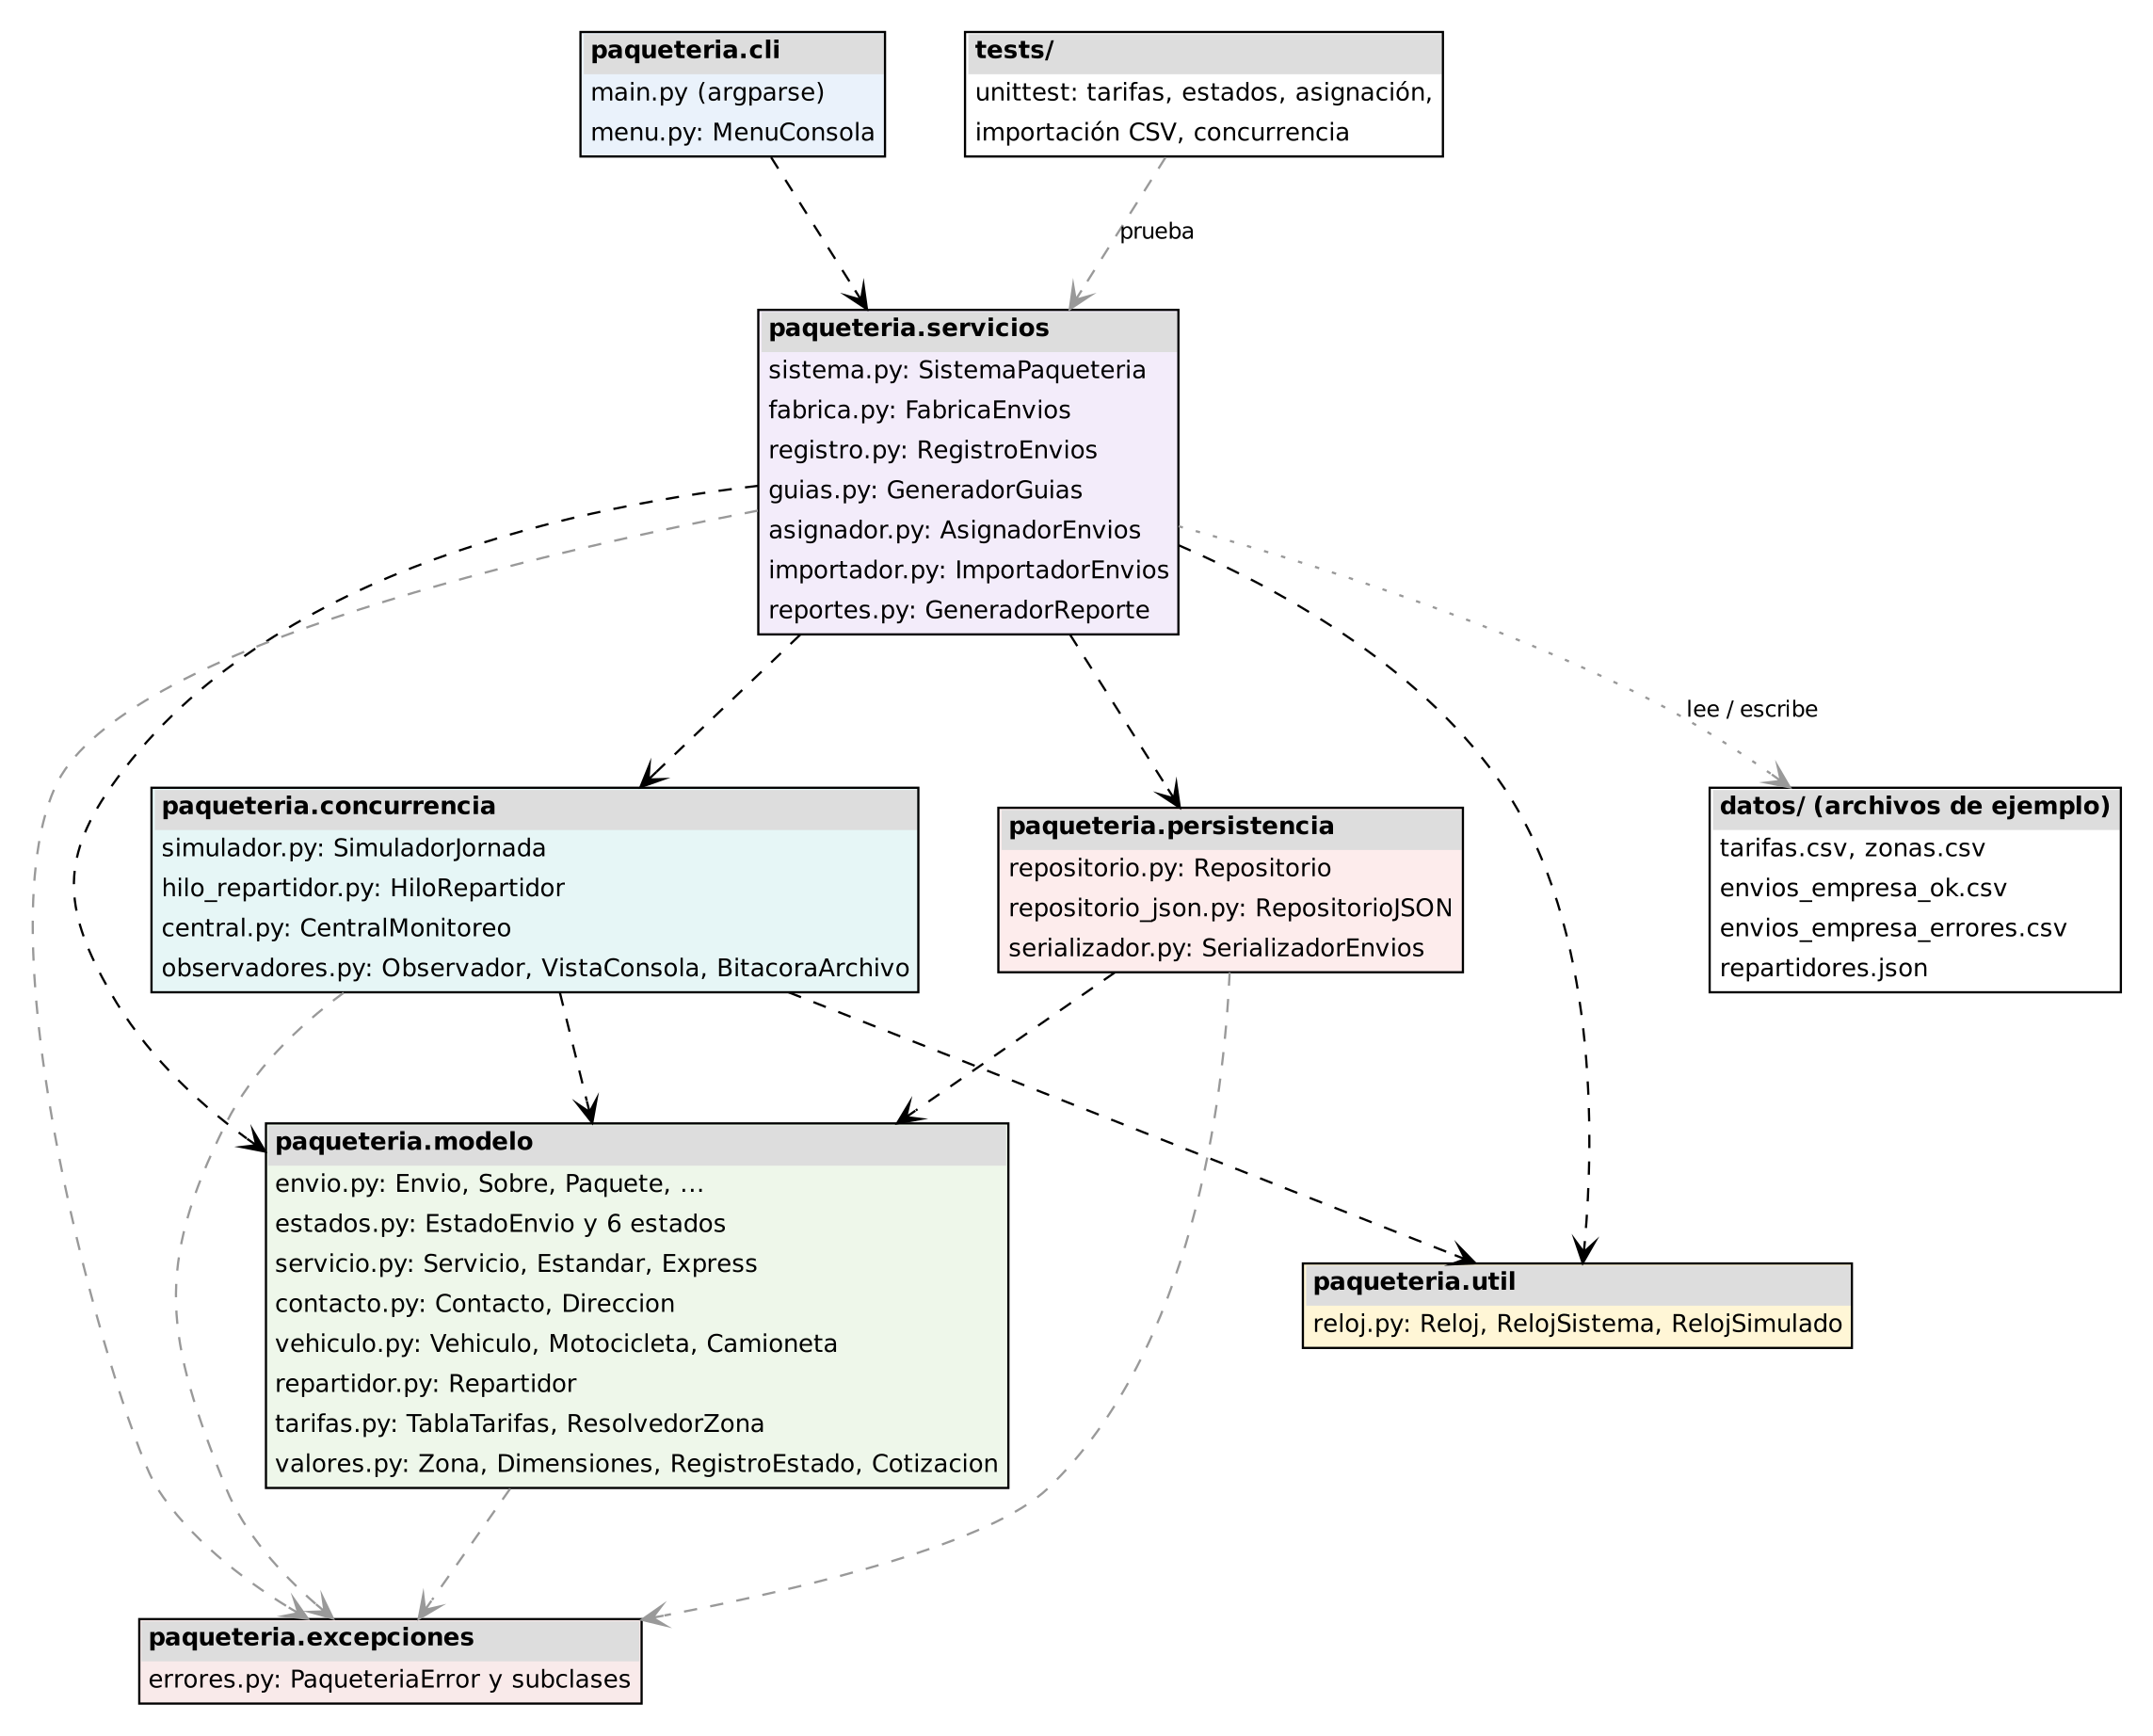 paqueteria.cli
main.py (argparse)
menu.py: MenuConsola
tests/
unittest: tarifas, estados, asignación,
importación CSV, concurrencia
prueba
paqueteria.servicios
sistema.py: SistemaPaqueteria
fabrica.py: FabricaEnvios
registro.py: RegistroEnvios
guias.py: GeneradorGuias
asignador.py: AsignadorEnvios
importador.py: ImportadorEnvios
reportes.py: GeneradorReporte
lee / escribe
paqueteria.concurrencia
simulador.py: SimuladorJornada
hilo_repartidor.py: HiloRepartidor
central.py: CentralMonitoreo
observadores.py: Observador, VistaConsola, BitacoraArchivo
paqueteria.persistencia
repositorio.py: Repositorio
repositorio_json.py: RepositorioJSON
serializador.py: SerializadorEnvios
datos/ (archivos de ejemplo)
tarifas.csv, zonas.csv
envios_empresa_ok.csv
envios_empresa_errores.csv
repartidores.json
paqueteria.modelo
envio.py: Envio, Sobre, Paquete, ...
estados.py: EstadoEnvio y 6 estados
servicio.py: Servicio, Estandar, Express
contacto.py: Contacto, Direccion
vehiculo.py: Vehiculo, Motocicleta, Camioneta
repartidor.py: Repartidor
tarifas.py: TablaTarifas, ResolvedorZona
valores.py: Zona, Dimensiones, RegistroEstado, Cotizacion
paqueteria.util
reloj.py: Reloj, RelojSistema, RelojSimulado
paqueteria.excepciones
errores.py: PaqueteriaError y subclases